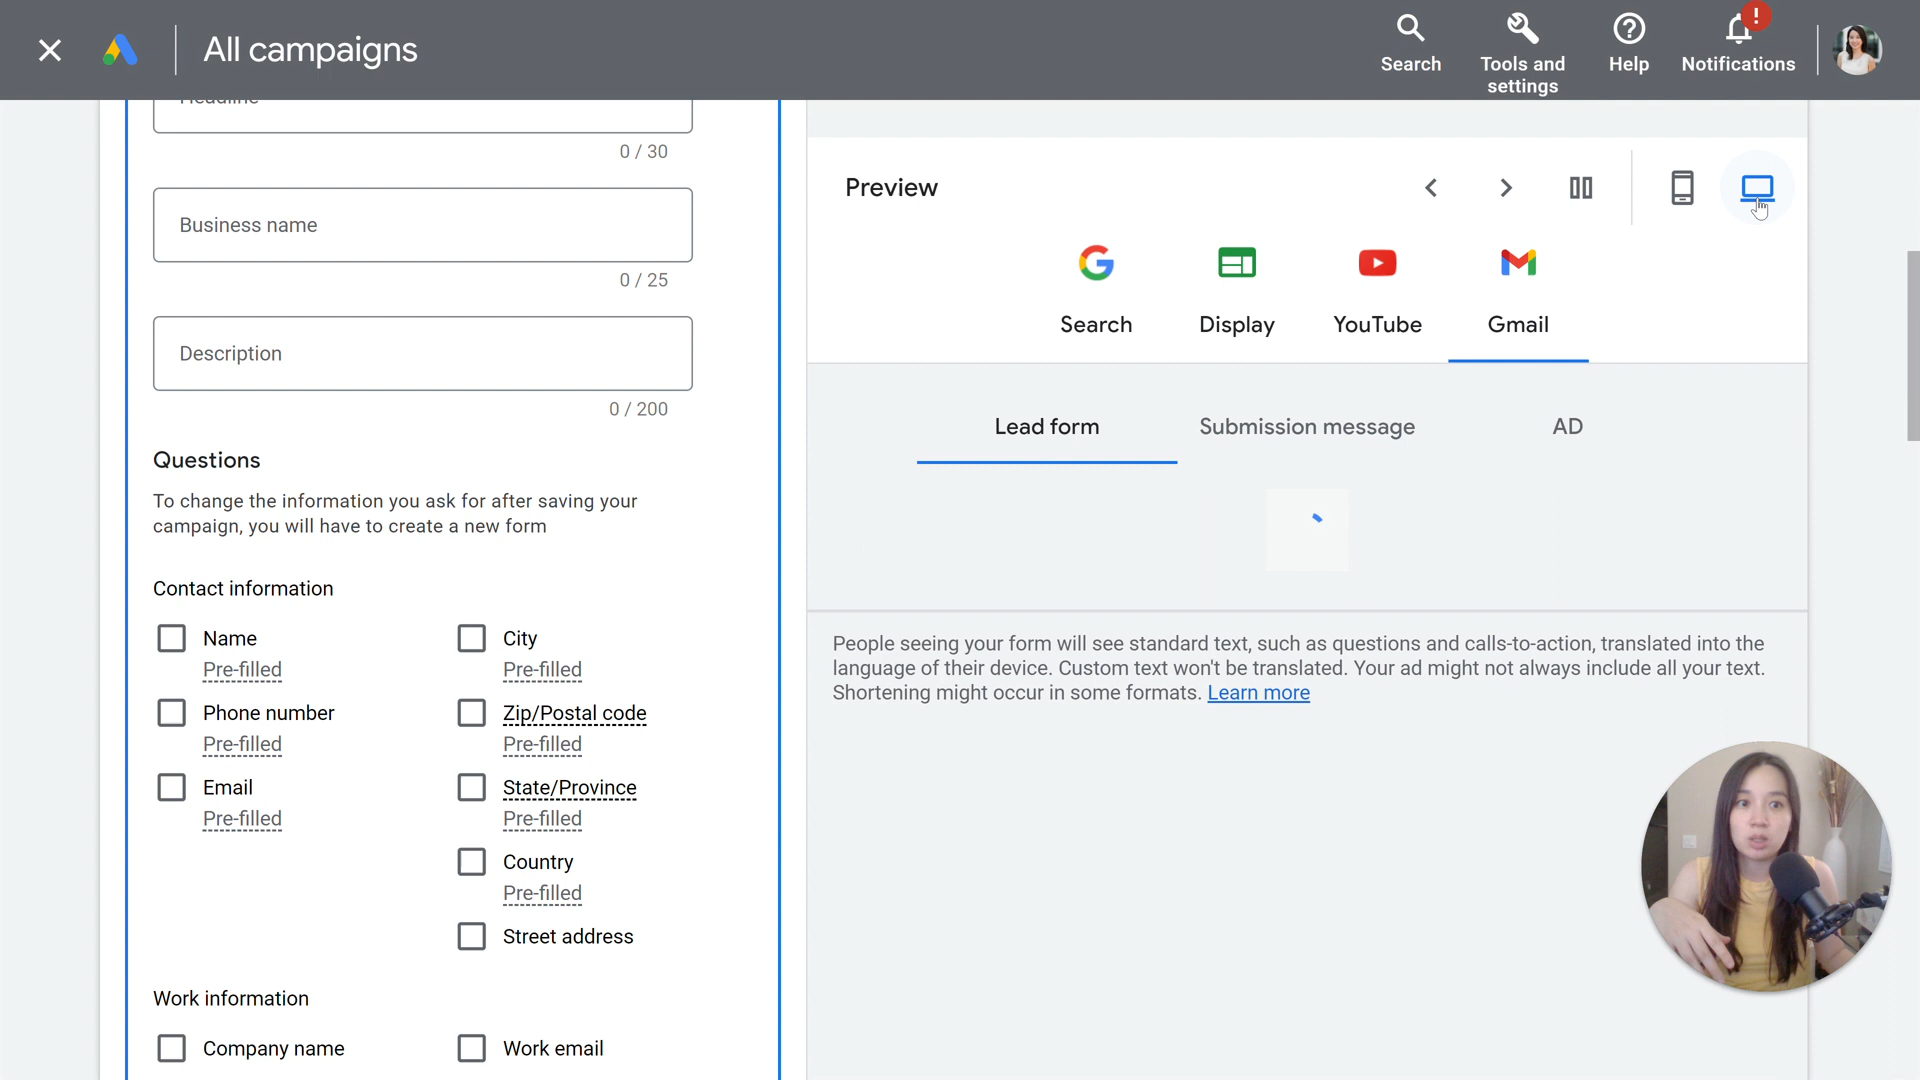 All campaigns
Search
Tools and
settings
Help
!
Notifications
Headline
0 / 30
Business name
0 / 25
Description
0 / 200
Questions
To change the information you ask for after saving your
campaign, you will have to create a new form
Contact information
Name
Pre-filled
City
Pre-filled
Phone number
Pre-filled
Zip/Postal code
Pre-filled
Email
Pre-filled
State/Province
Pre-filled
Country
Pre-filled
Street address
Work information
Company name
Work email
Preview
Search
Display
YouTube
Gmail
Lead form
Submission message
AD
People seeing your form will see standard text, such as questions and calls-to-action, translated into the
language of their device. Custom text won't be translated. Your ad might not always include all your text.
Shortening might occur in some formats. Learn more